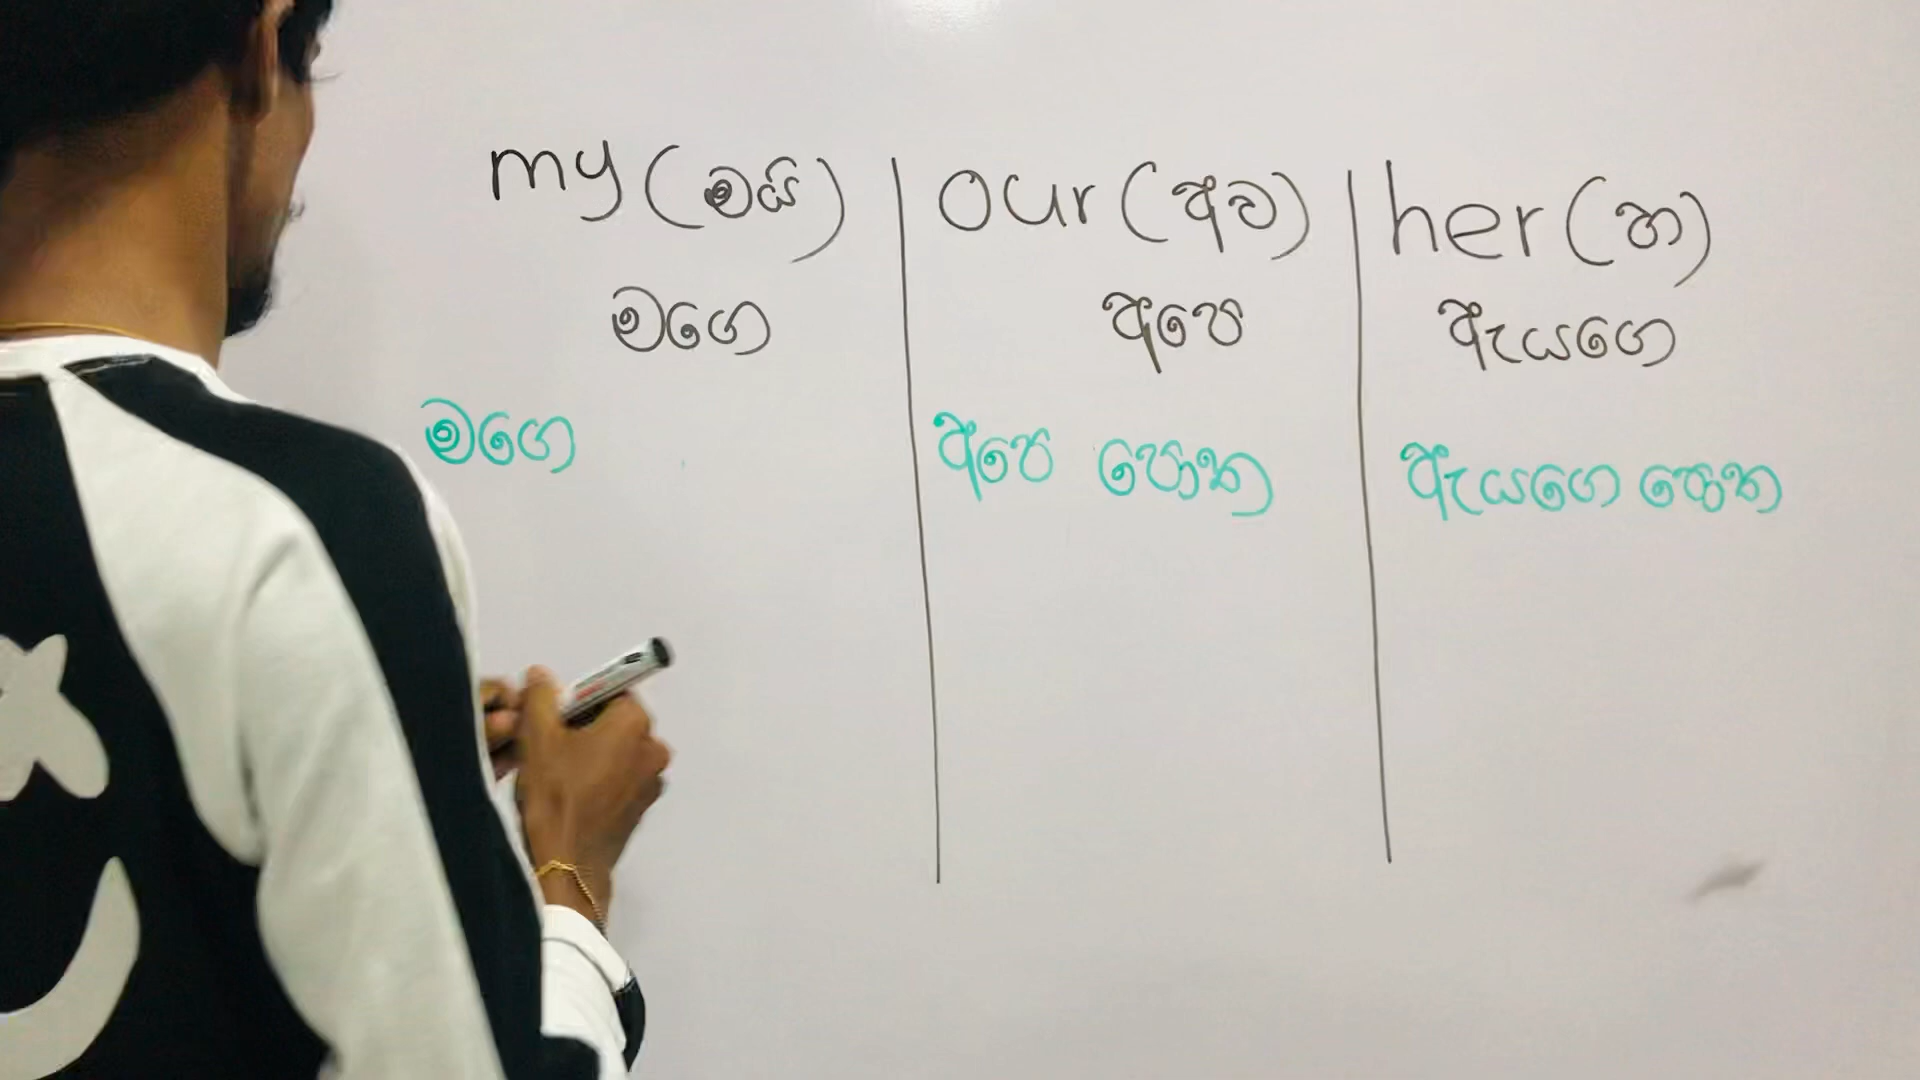 my (මයි) | our (අව) | her (හ)
මගෙ අපෙ ඇයගෙ
මගෙ අපෙ පොත ඇයගෙ පොත